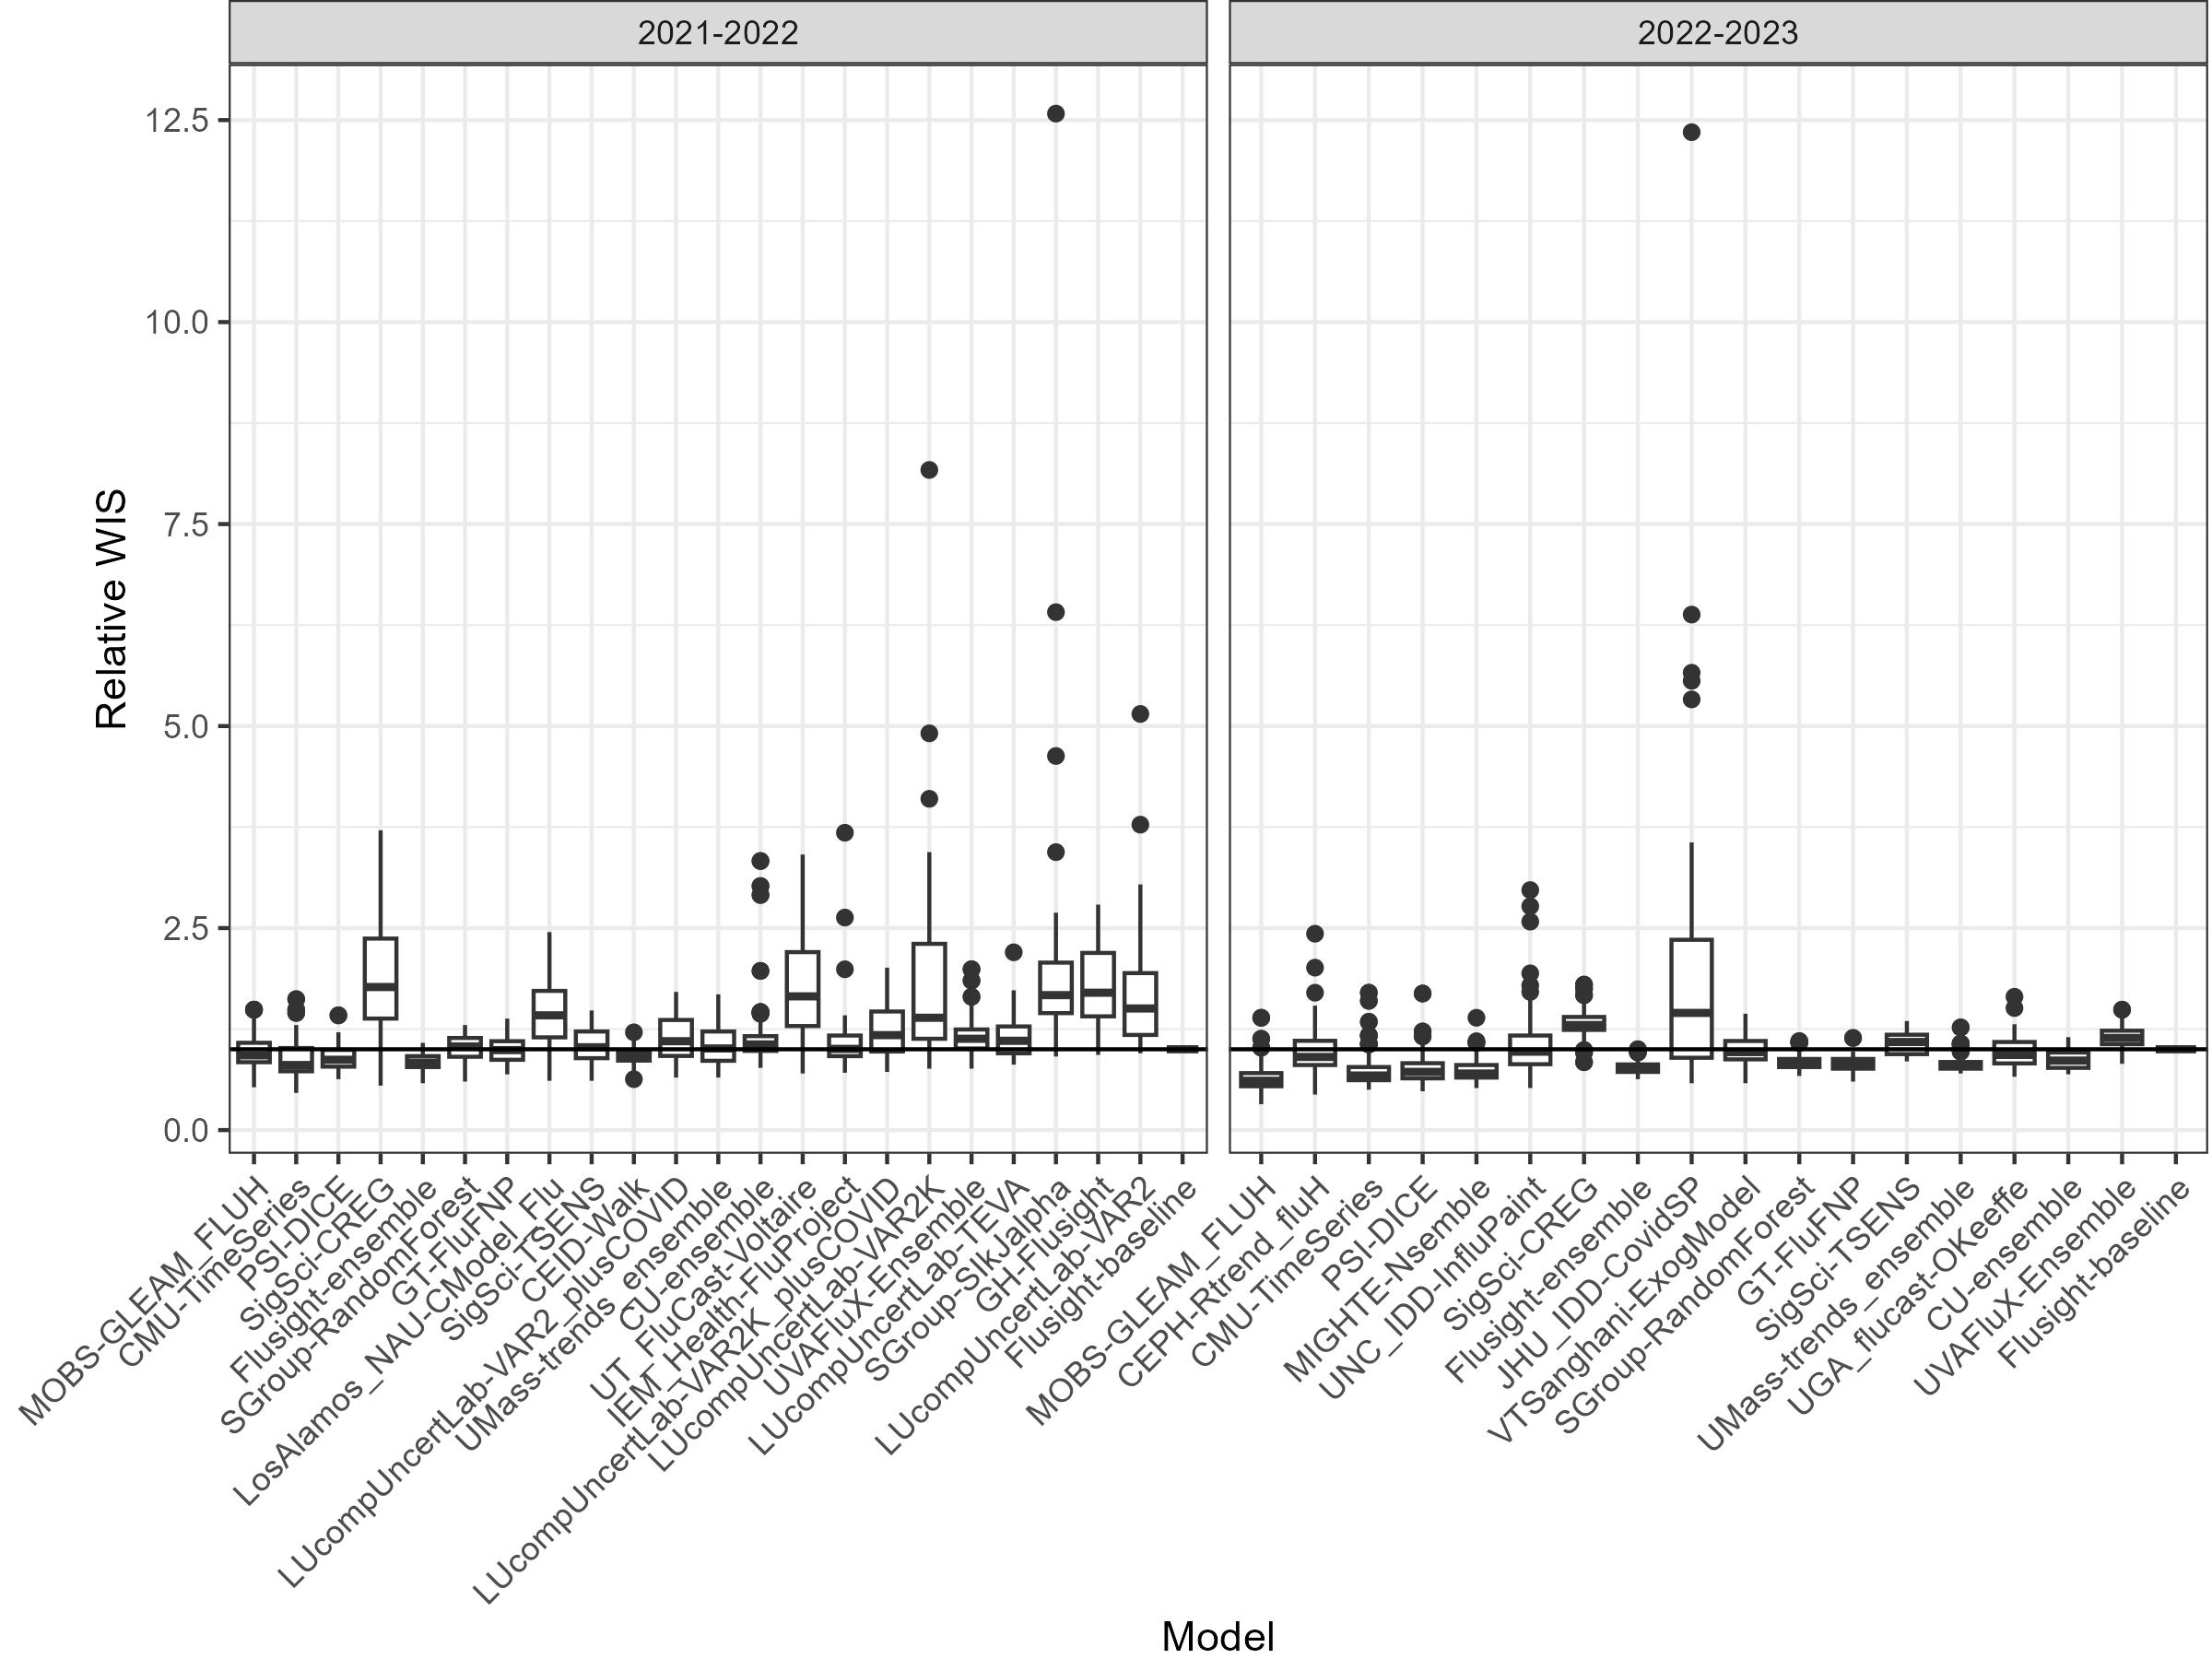 2021-2022
2022-2023
Relative WIS
12.5
10.0
7.5
5.0
2.5
0.0
MOBS-GLEAM_FLUH
CMU-TimeSeries
PSI-DICE
SigSci-CREG
Flusight-ensemble
SGroup-RandomForest
GT-FluFNP
LosAlamos_NAU-CModel_Flu
SigSci-TSENS
CEID-Walk
LUcompUncertLab-VAR2_plusCOVID
UMass-trends_ensemble
CU-ensemble
UT_FluCast-Voltaire
IEM_Health-FluProject
LUcompUncertLab-VAR2K_plusCOVID
LUcompUncertLab-VAR2K
UVAFluX-Ensemble
LUcompUncertLab-TEVA
SGroup-SIkJalpha
GH-Flusight
LUcompUncertLab-VAR2
Flusight-baseline
MOBS-GLEAM_FLUH
CEPH-Rtrend_fluH
CMU-TimeSeries
PSI-DICE
MIGHTE-Nsemble
UNC_IDD-InfluPaint
SigSci-CREG
Flusight-ensemble
JHU_IDD-CovidSP
VTSanghani-ExogModel
SGroup-RandomForest
GT-FluFNP
SigSci-TSENS
UMass-trends_ensemble
UGA_flucast-OKeeffe
CU-ensemble
UVAFluX-Ensemble
Flusight-baseline
Model